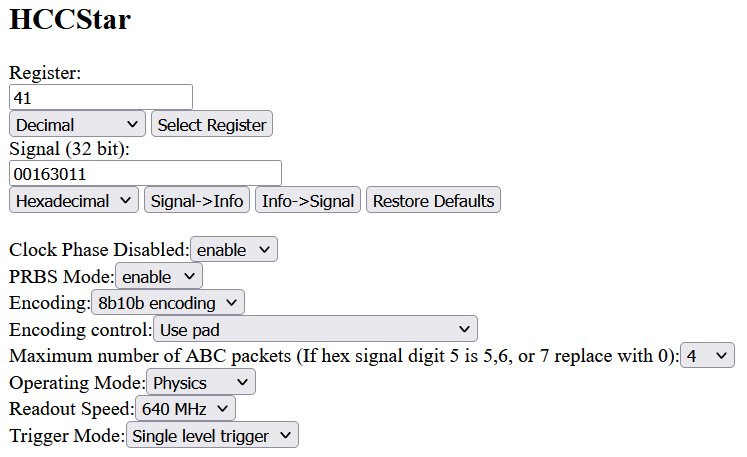 HCCStar
Register:
41
Decimal Select Register
Signal (32 bit):
00163011
Hexadecimal Signal->Info Info->Signal Restore Defaults
Clock Phase Disabled: enable
PRBS Mode: enable
Encoding: 8b10b encoding
Encoding control: Use pad
Maximum number of ABC packets (If hex signal digit 5 is 5,6, or 7 replace with 0): 4
Operating Mode: Physics
Readout Speed: 640 MHz
Trigger Mode: Single level trigger